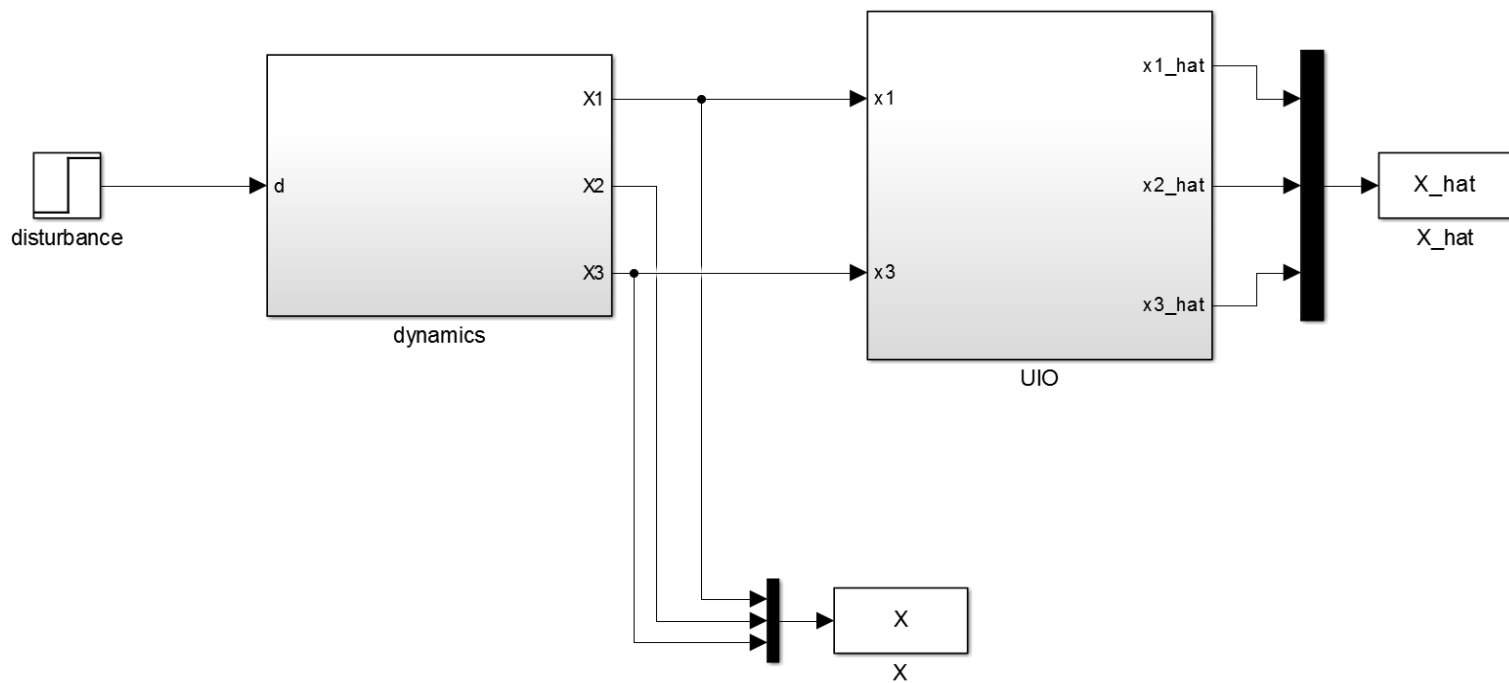 disturbance
d
X1
X2
X3
dynamics
x1
x3
x1_hat
x2_hat
x3_hat
UIO
X_hat
X_hat
X
X